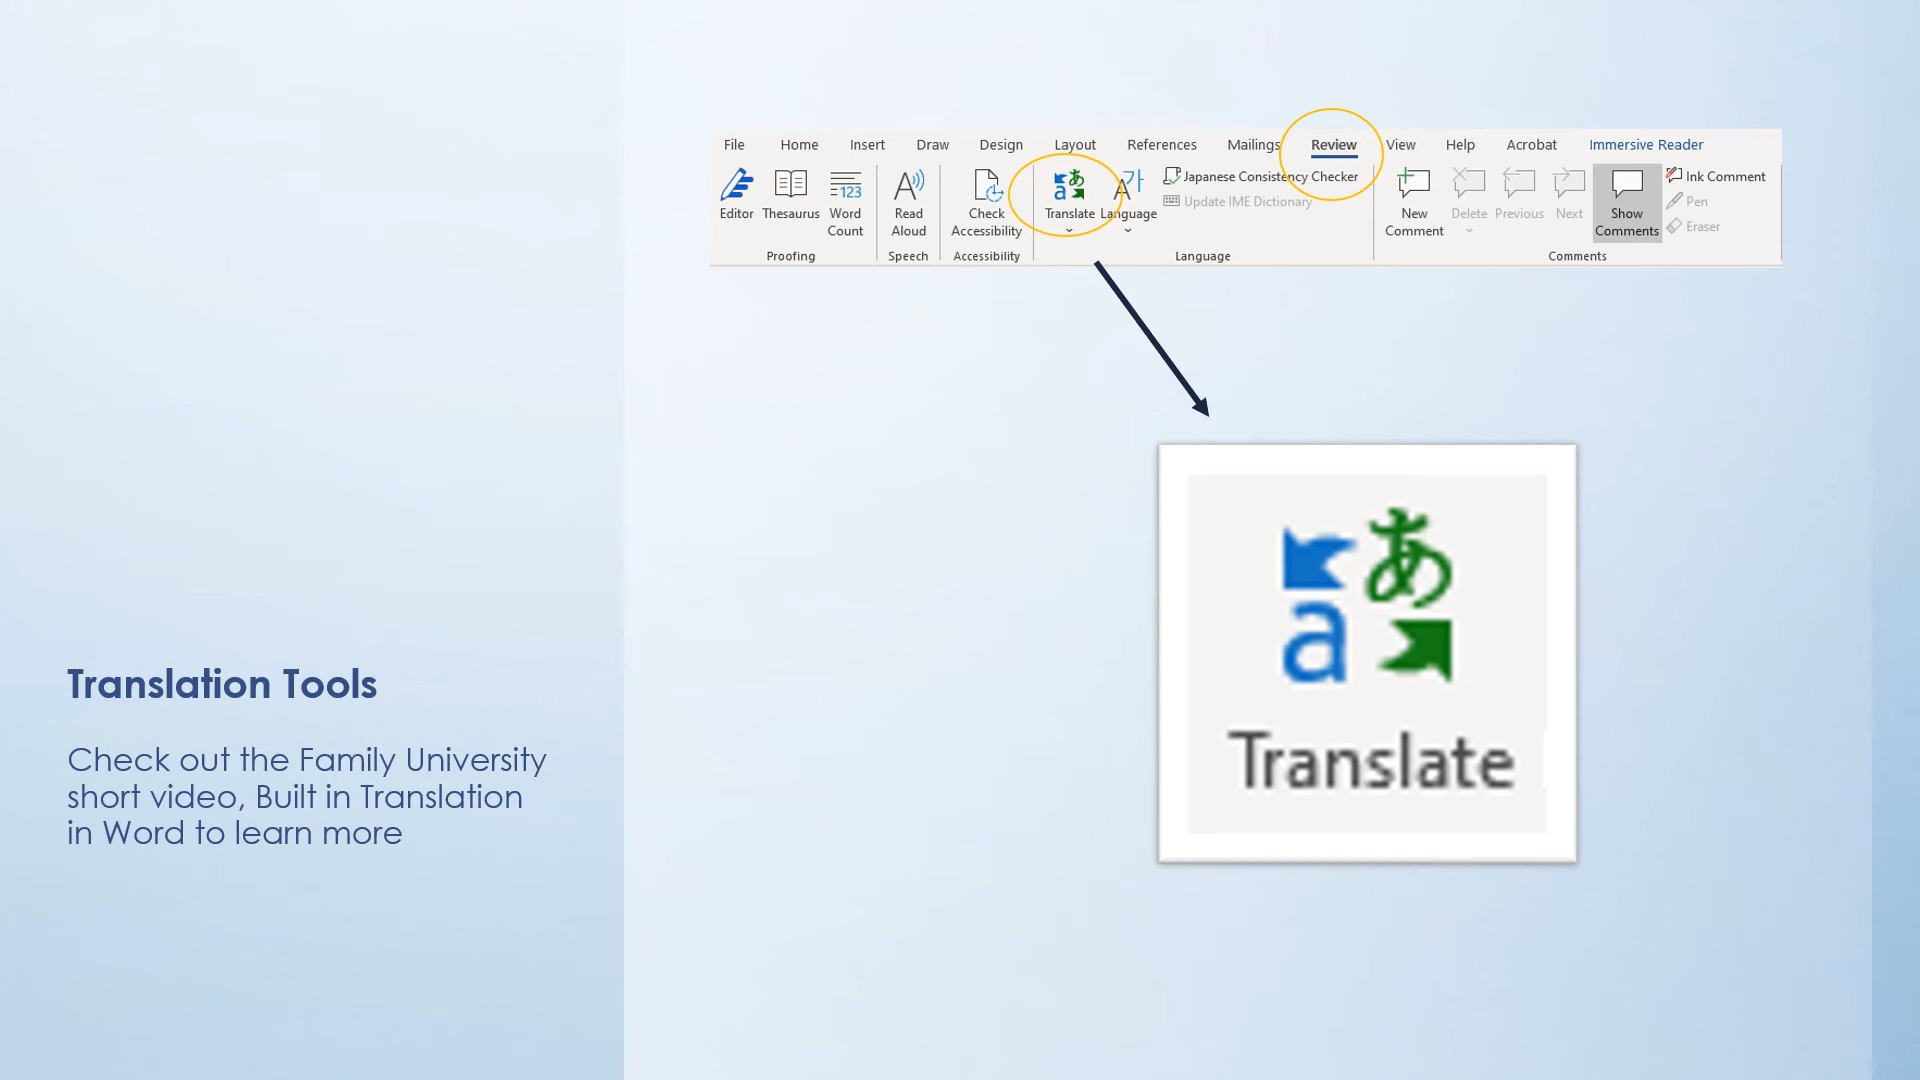 File Home Insert Draw Design Layout References Mailings Review View Help Acrobat Immersive Reader
Editor Thesaurus Word Count Read Aloud Check Accessibility Translate Language
Japanese Consistency Checker
Update IME Dictionary
New Comment Delete Previous Next Show Comments
Ink Comment
Pen
Eraser
Proofing Speech Accessibility Language Comments
あ
a
Translate
Translation Tools
Check out the Family University
short video, Built in Translation
in Word to learn more